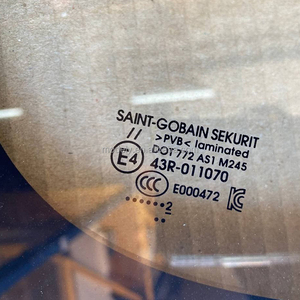 SAINT-GOBAIN SEKURIT
>PVB< laminated
//
DOT 772 AS1 M245
E4
43R-011070
CCC
E000472
2